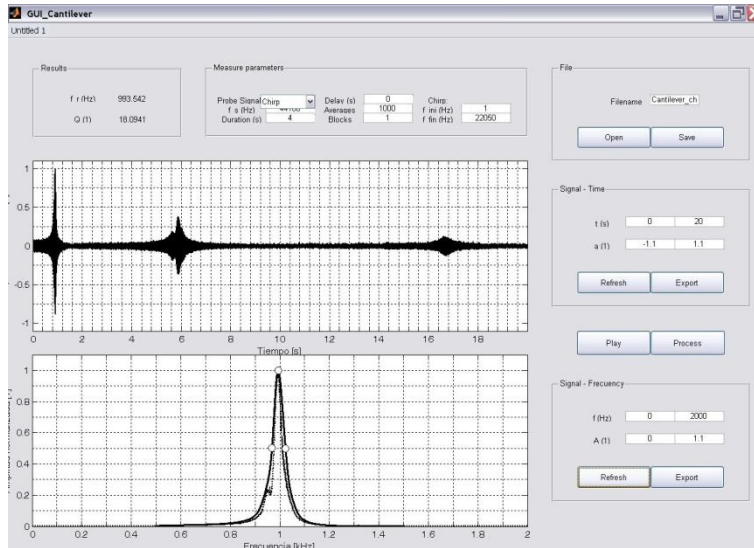 GUI_Cantilever
Untitled 1
Results
f_r (Hz) 993.542
Q (1) 18.0941
Measure parameters
Probe Signal Chirp Delay (s) 0 Chirp
f_s (Hz) 44100 Averages 1000 f_ini (Hz) 1
Duration (s) 4 Blocks 1 f_fin (Hz) 22050
File
Filename Cantilever_ch
Open Save
1
0.5
0
-0.5
-1
0 2 4 6 8 10 12 14 16 18
Tiempo [s]
Signal - Time
t (s) 0 20
a (1) -1.1 1.1
Refresh Export
Play Process
1
0.8
0.6
0.4
0.2
0
0 0.2 0.4 0.6 0.8 1 1.2 1.4 1.6 1.8 2
Frecuencia [kHz]
Signal - Frecuency
f (Hz) 0 2000
A (1) 0 1.1
Refresh Export